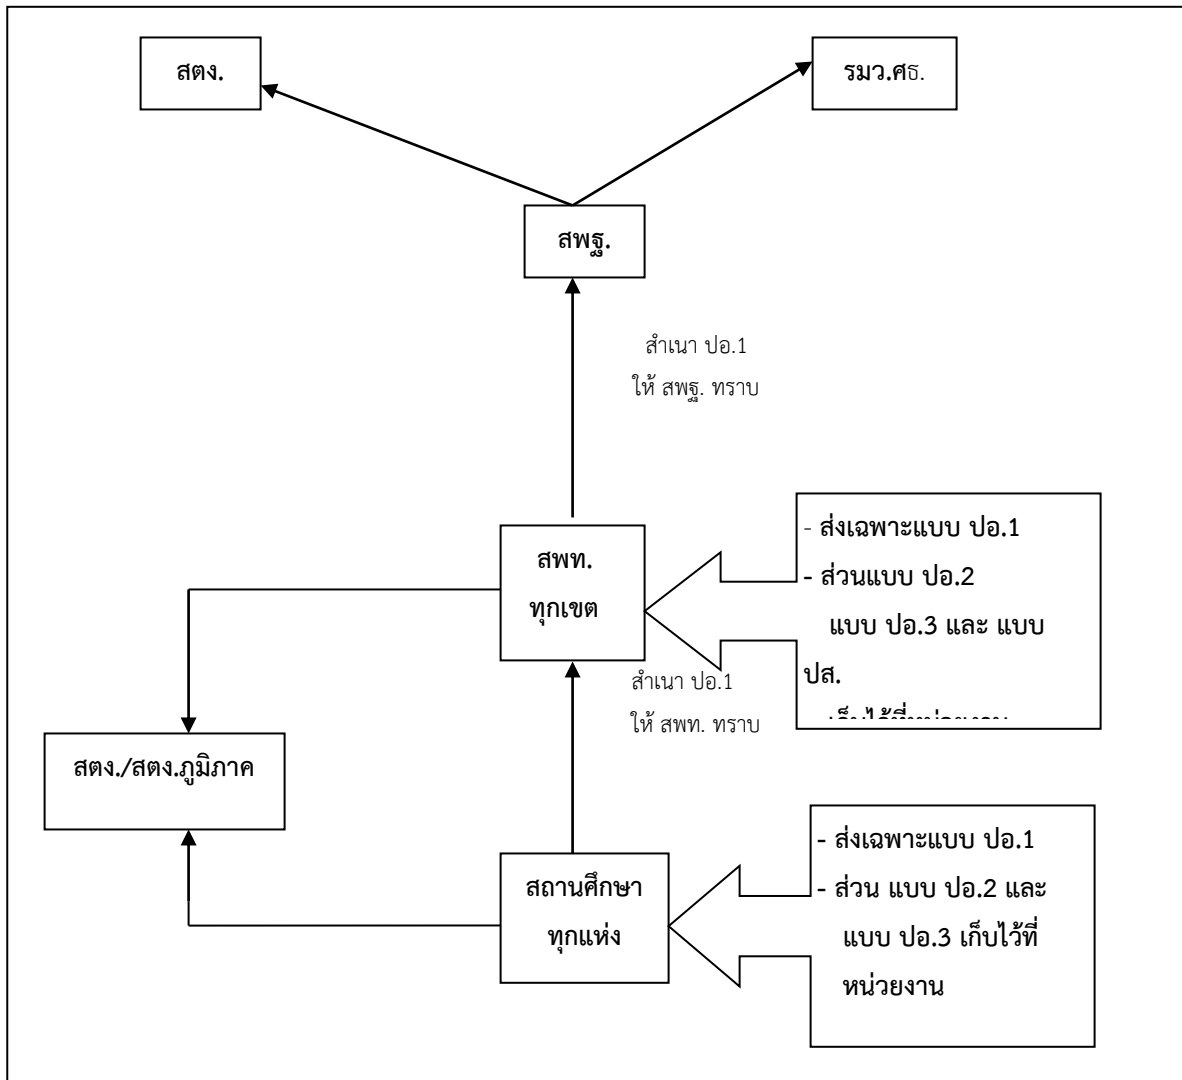 สตง.
รมว.ศธ.
สพฐ.
สำเนา ปอ.1
ให้ สพฐ. ทราบ
สพท.
ทุกเขต
- ส่งเฉพาะแบบ ปอ.1
- ส่วนแบบ ปอ.2
แบบ ปอ.3 และ แบบ
ปส.
สำเนา ปอ.1
ให้ สพท. ทราบ
สตง./สตง.ภูมิภาค
สถานศึกษา
ทุกแห่ง
- ส่งเฉพาะแบบ ปอ.1
- ส่วน แบบ ปอ.2 และ
แบบ ปอ.3 เก็บไว้ที่
หน่วยงาน